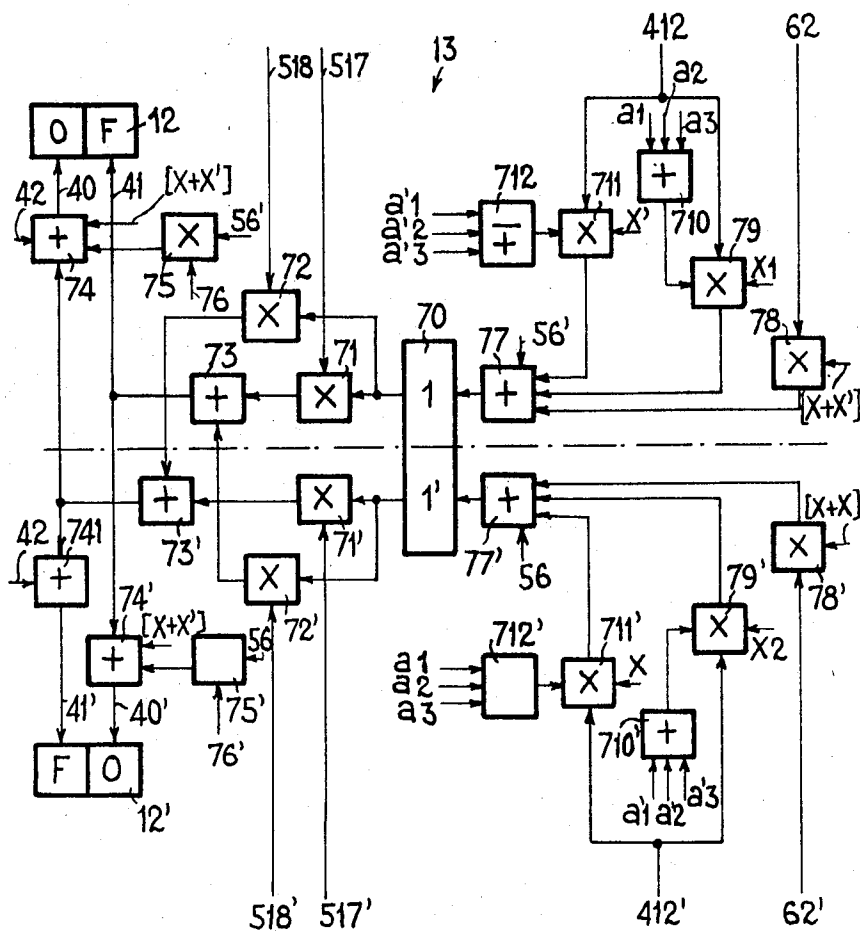 518 517 13 412 62
a2
a1 a3
O F 12
42 40 41 [X+X'] 56'
712 711 X' 710 79
+ X
74 75 76
a'1
a'2
a'3
+
X
+
X X1
72
X
70 77 56' 78
X
73 71
+ X 1 + [X+X']
1' +
X
+ X
73' 71' 77' 56 [X+X]
42 741
+ X 72' X 78'
74' [X+X'] 56
+ 75' 76'
41' 40'
712' 711' X 79' X X2
a1
a2
a3
X
710' +
F O
12'
a'1 a'2 a'3
518' 517' 412' 62'